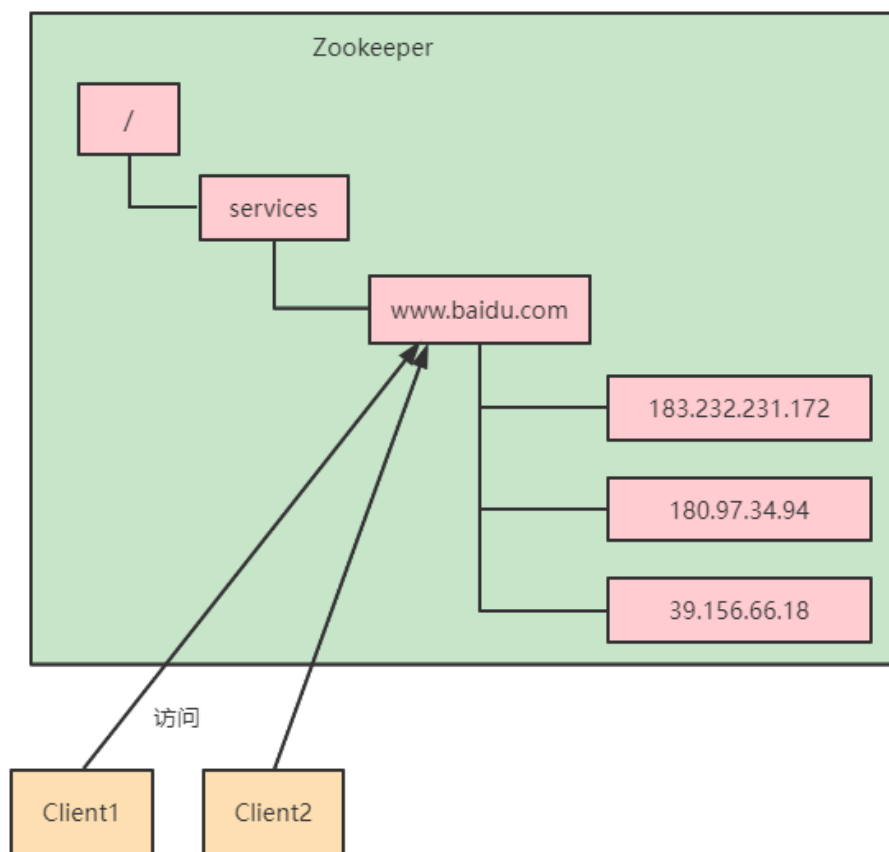 Zookeeper
/
services
www.baidu.com
183.232.231.172
180.97.34.94
39.156.66.18
访问
Client1
Client2